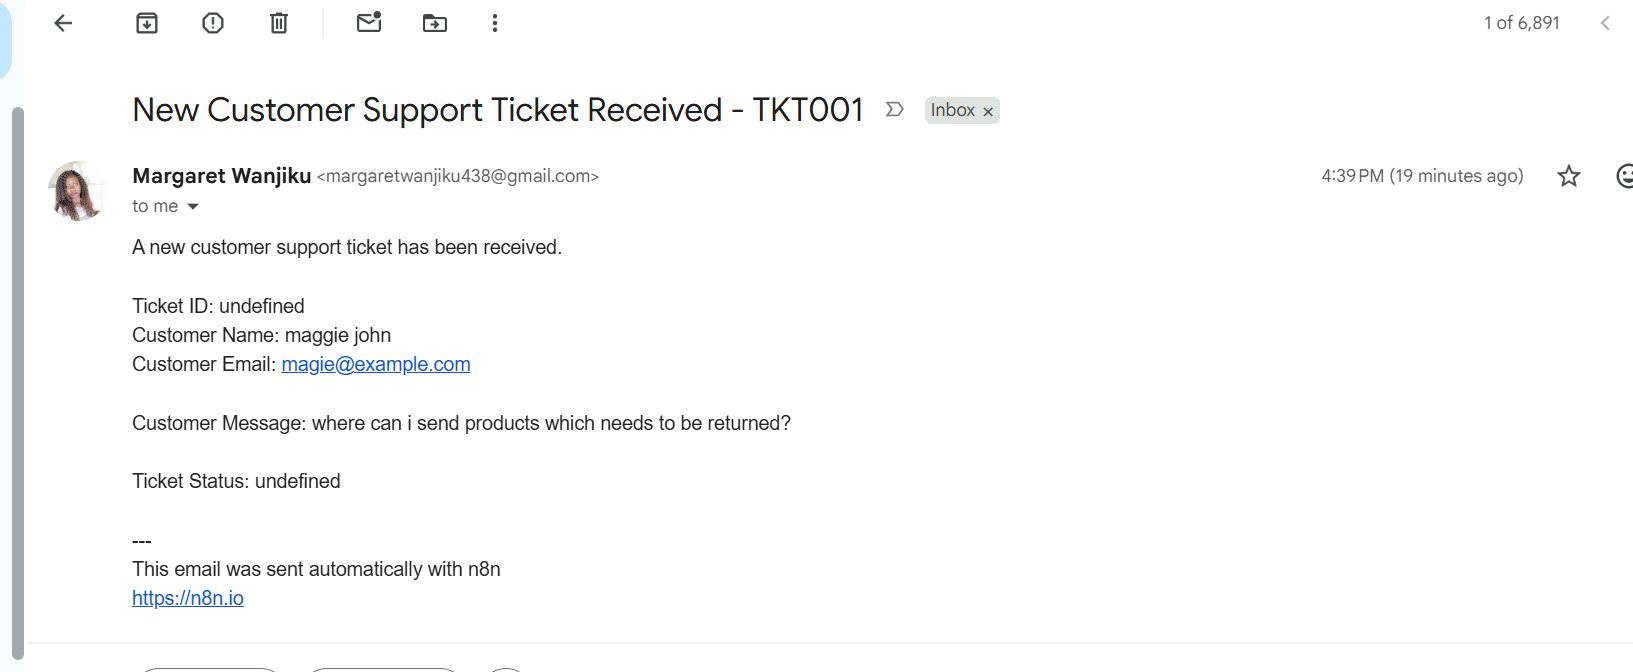 1 of 6,891
New Customer Support Ticket Received - TKT001 Inbox x
Margaret Wanjiku <margaretwanjiku438@gmail.com> 4:39 PM (19 minutes ago)
to me
A new customer support ticket has been received.
Ticket ID: undefined
Customer Name: maggie john
Customer Email: magie@example.com
Customer Message: where can i send products which needs to be returned?
Ticket Status: undefined
---
This email was sent automatically with n8n
https://n8n.io